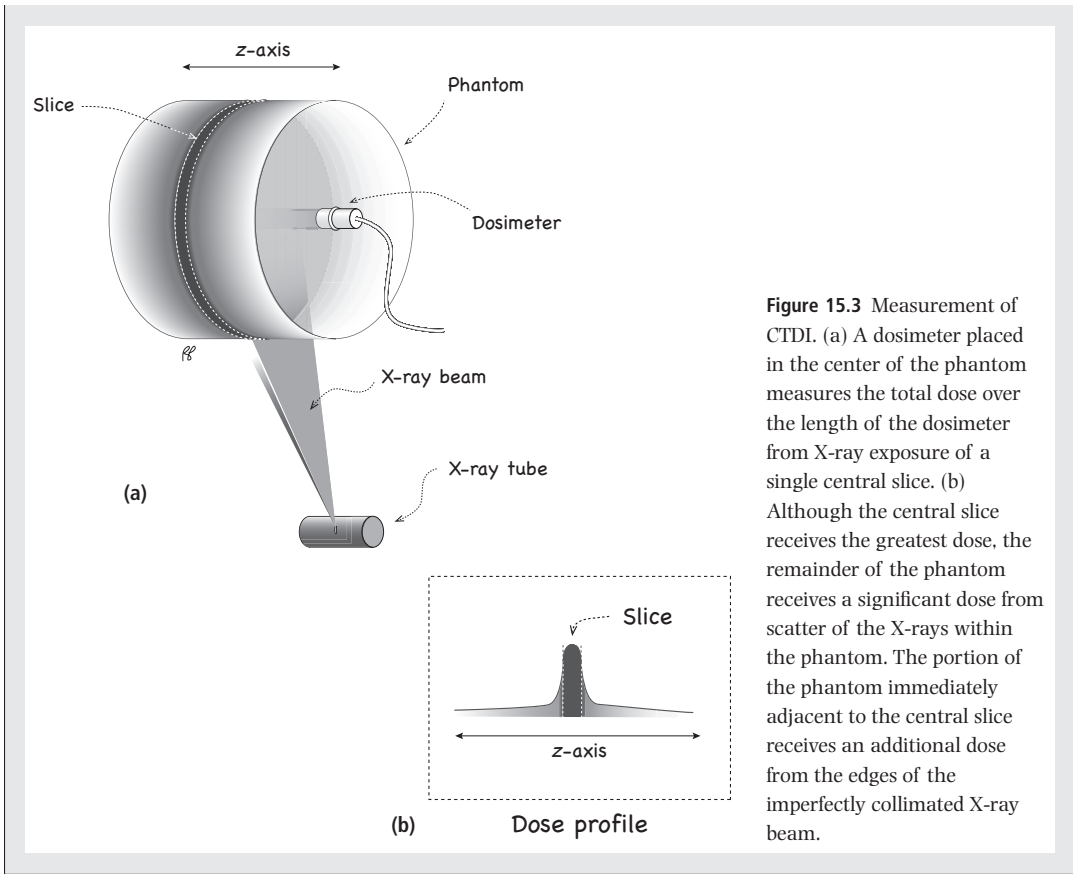 z-axis
Phantom
Slice
Dosimeter
X-ray beam
X-ray tube
(a)
Slice
z-axis
(b)
Dose profile
Figure 15.3 Measurement of
CTDI. (a) A dosimeter placed
in the center of the phantom
measures the total dose over
the length of the dosimeter
from X-ray exposure of a
single central slice. (b)
Although the central slice
receives the greatest dose, the
remainder of the phantom
receives a significant dose from
scatter of the X-rays within
the phantom. The portion of
the phantom immediately
adjacent to the central slice
receives an additional dose
from the edges of the
imperfectly collimated X-ray
beam.